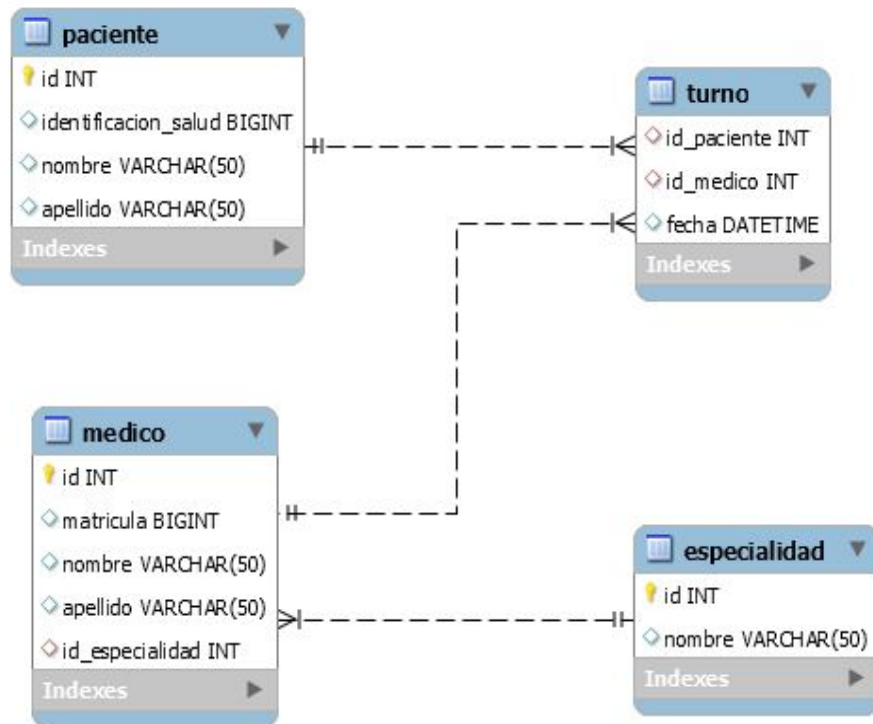 paciente
id INT
identificacion_salud BIGINT
nombre VARCHAR(50)
apellido VARCHAR(50)
Indexes
turno
id_paciente INT
id_medico INT
fecha DATETIME
Indexes
medico
id INT
matricula BIGINT
nombre VARCHAR(50)
apellido VARCHAR(50)
id_especialidad INT
Indexes
especialidad
id INT
nombre VARCHAR(50)
Indexes